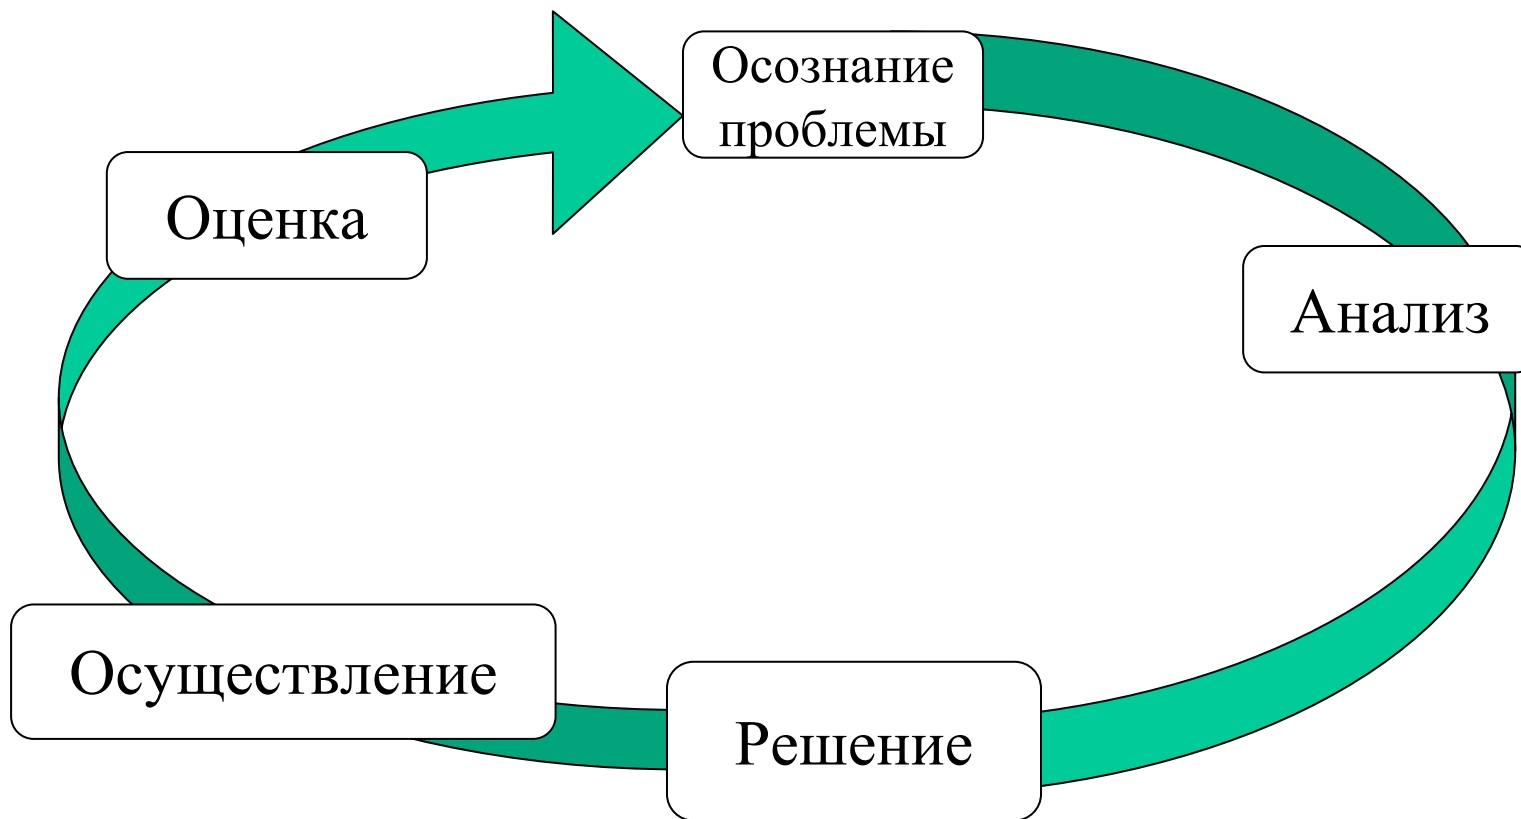 Осознание
проблемы
Анализ
Решение
Осуществление
Оценка